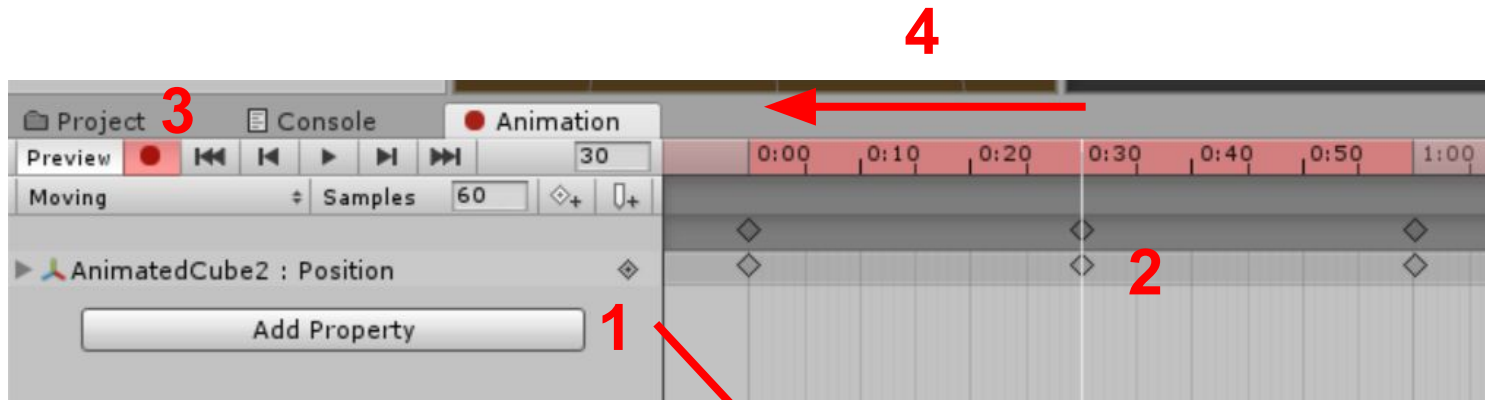 4
Project 3 Console Animation
Preview 30 0:00 0:10 0:20 0:30 0:40 0:50 1:00
Moving Samples 60
AnimatedCube2 : Position 2
Add Property 1